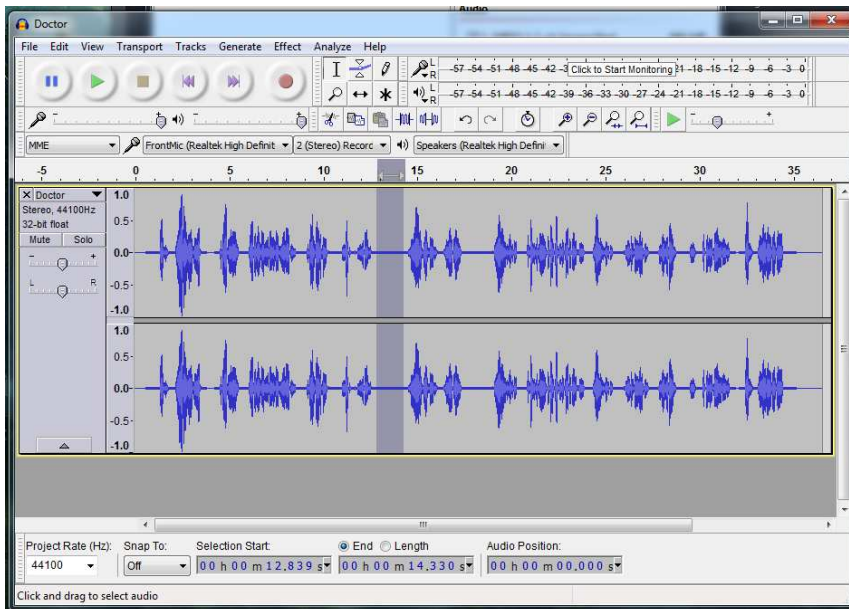 Audio
Doctor
File Edit View Transport Tracks Generate Effect Analyze Help
L
R
-57 -54 -51 -48 -45 -42 Click to Start Monitoring 21 -18 -15 -12 -9 -6 -3 0
L
R
-57 -54 -51 -48 -45 -42 -39 -36 -33 -30 -27 -24 -21 -18 -15 -12 -9 -6 -3 0
MME FrontMic (Realtek High Definit 2 (Stereo) Recorc Speakers (Realtek High Defini
-5 0 5 10 15 20 25 30 35
X Doctor
Stereo, 44100Hz
32-bit float
Mute Solo
- +
L R
1.0
0.5
0.0
-0.5
-1.0
1.0
0.5
0.0
-0.5
-1.0
Project Rate (Hz): Snap To: Selection Start: End Length Audio Position:
44100 Off 00 h 00 m 12.839 s 00 h 00 m 14.330 s 00 h 00 m 00.000 s
Click and drag to select audio